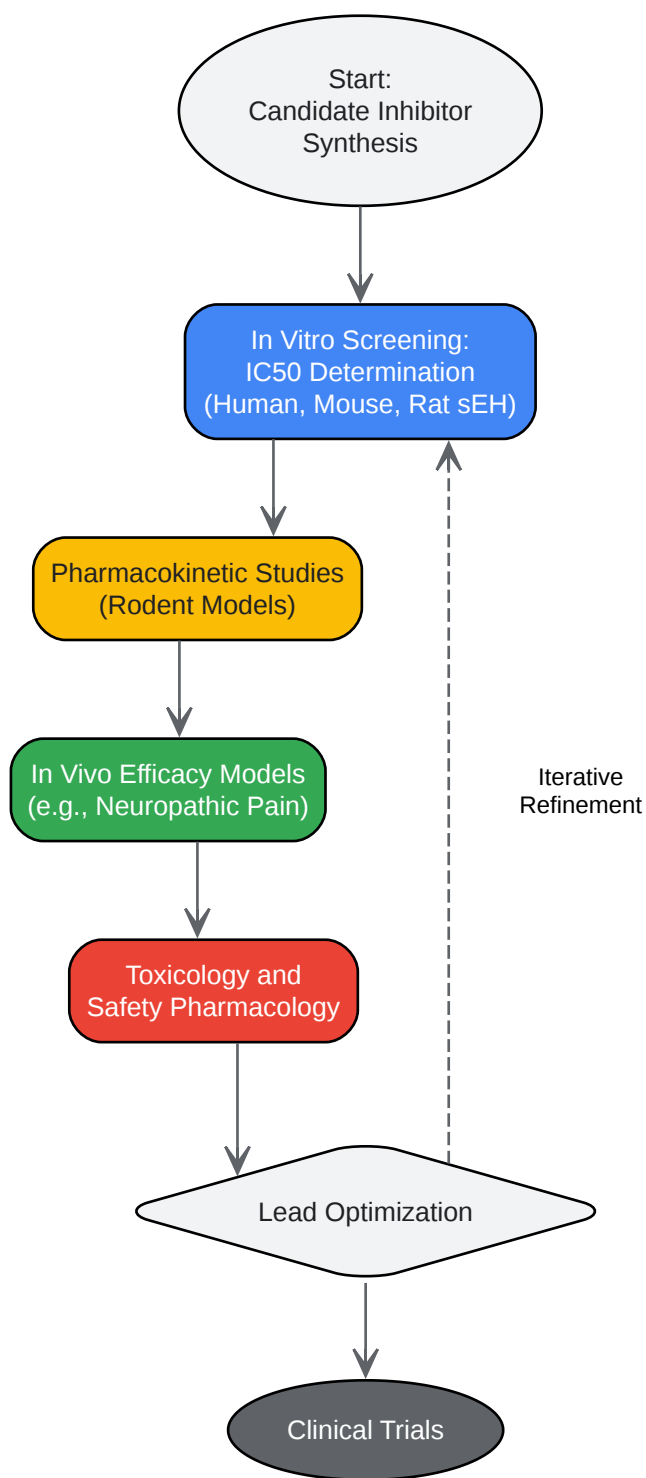 Start:
Candidate Inhibitor
Synthesis
In Vitro Screening:
IC50 Determination
(Human, Mouse, Rat sEH)
Pharmacokinetic Studies
(Rodent Models)
In Vivo Efficacy Models
(e.g., Neuropathic Pain)
Iterative
Refinement
Toxicology and
Safety Pharmacology
Lead Optimization
Clinical Trials